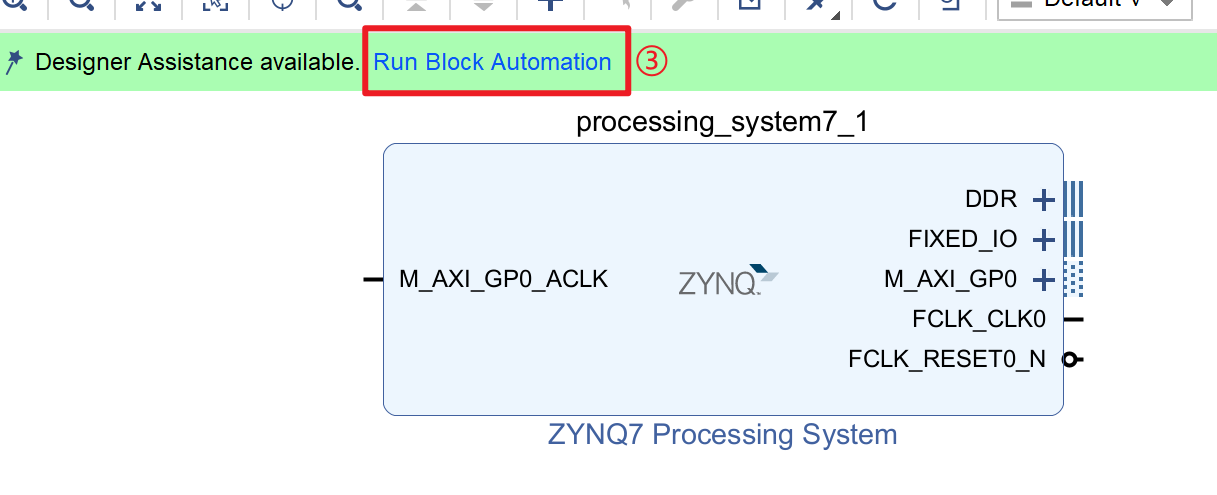 Default V
Designer Assistance available. Run Block Automation ③
processing_system7_1
DDR
FIXED_IO
M_AXI_GP0_ACLK
ZYNQ
M_AXI_GP0
FCLK_CLK0
FCLK_RESET0_N
ZYNQ7 Processing System